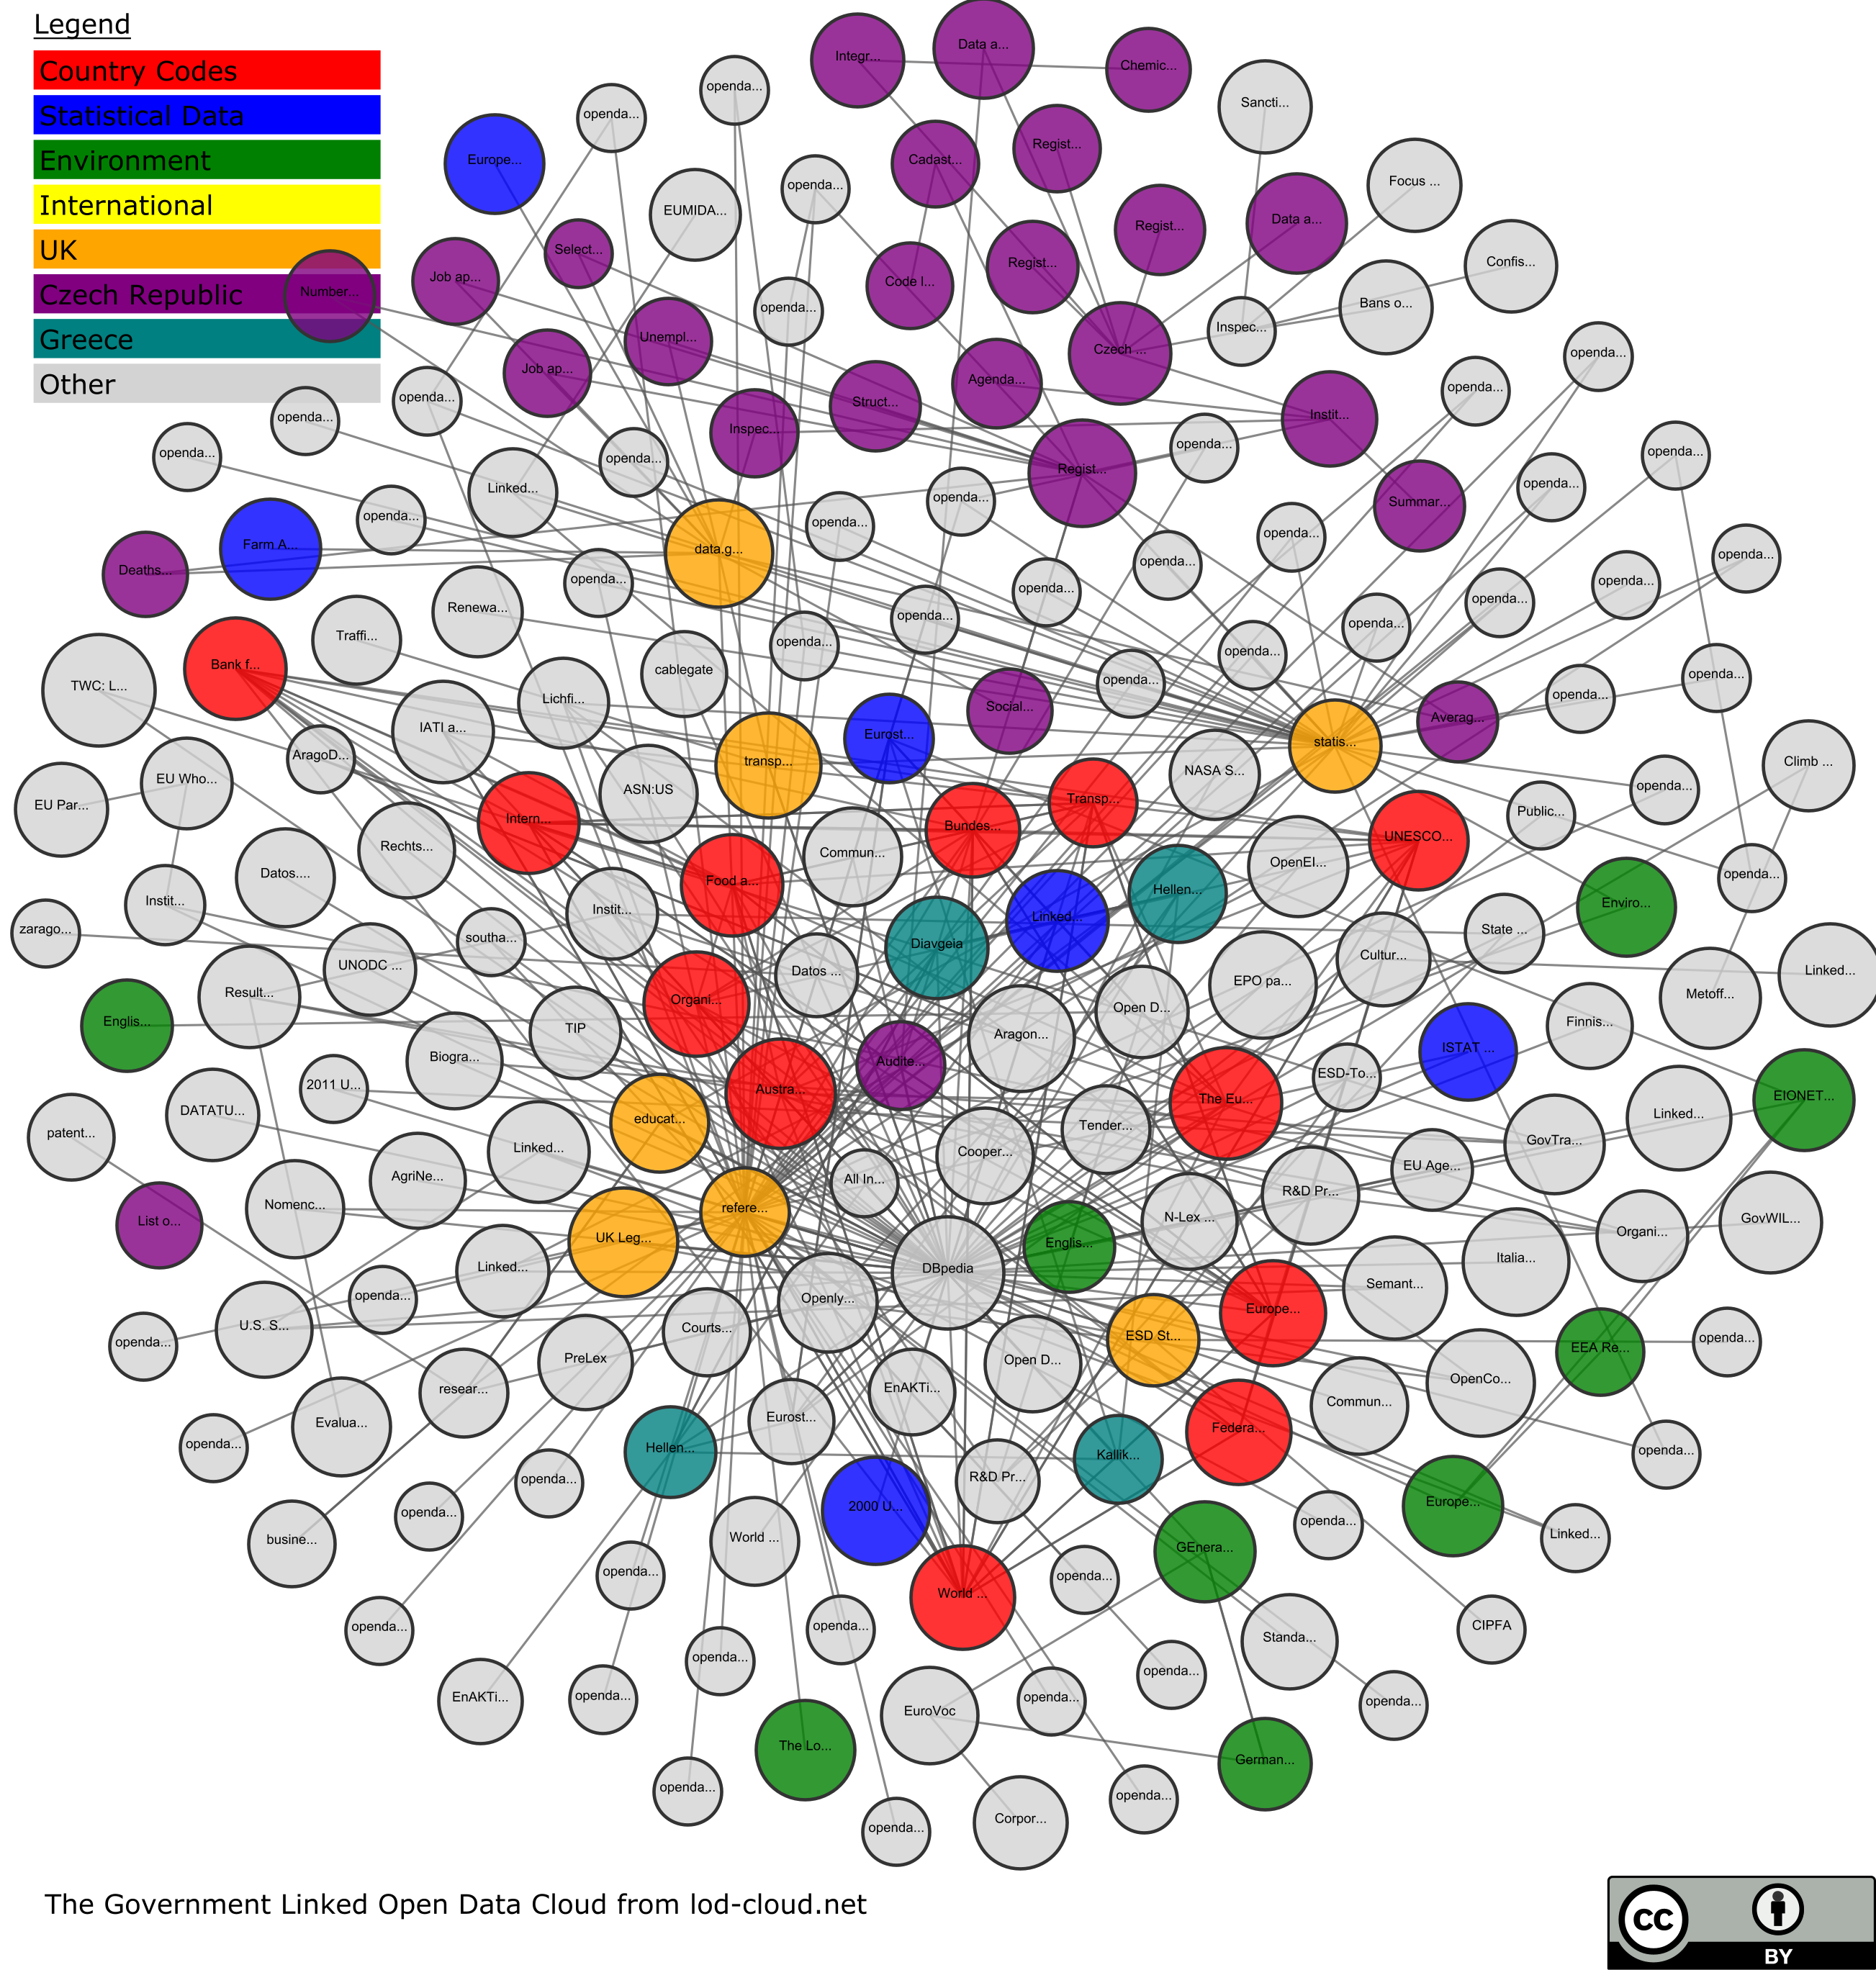 Legend
Country Codes
Statistical Data
Environment
International
UK
Czech Republic
Greece
Other
Integr...
Data a...
Chemic...
openda...
openda...
Sancti...
Europe...
Cadast...
Regist...
EUMIDA...
openda...
Focus ...
Select...
Regist...
Data a...
Job ap...
Regist...
Confis...
Number...
Code l...
openda...
Bans o...
Unempl...
Inspec...
Czech ...
openda...
Job ap...
Agenda...
openda...
openda...
Struct...
openda...
Inspec...
Instit...
openda...
openda...
openda...
Regist...
openda...
Linked...
openda...
openda...
Summar...
openda...
openda...
openda...
Farm A...
data.g...
openda...
openda...
Deaths...
openda...
openda...
openda...
openda...
Renewa...
openda...
openda...
Traffi...
openda...
openda...
openda...
Bank f...
cablegate
openda...
TWC: L...
openda...
Lichfi...
Social...
openda...
Averag...
IATI a...
Eurost...
statis...
AragoD...
transp...
NASA S...
Climb ...
EU Who...
ASN:US
Transp...
openda...
EU Par...
Intern...
Bundes...
Public...
UNESCO...
Rechts...
Commun...
OpenEI...
Datos....
Food a...
openda...
Hellen...
Instit...
Instit...
Linked...
Enviro...
zarago...
southa...
Diavgeia
State ...
UNODC ...
Datos ...
Cultur...
Linked...
Result...
Organi...
Open D...
EPO pa...
Metoff...
Englis...
TIP
Aragon...
Finnis...
Biogra...
Audite...
ISTAT ...
2011 U...
Austra...
ESD-To...
DATATU...
educat...
The Eu...
EIONET...
patent...
Linked...
Tender...
GovTra...
Linked...
AgriNe...
All In...
Cooper...
EU Age...
Nomenc...
refere...
R&D Pr...
List o...
UK Leg...
N-Lex ...
Organi...
GovWIL...
Linked...
DBpedia
Englis...
Italia...
openda...
Openly...
Europe...
Semant...
U.S. S...
Courts...
ESD St...
openda...
openda...
PreLex
Open D...
EEA Re...
resear...
EnAKTi...
OpenCo...
Evalua...
Eurost...
Commun...
openda...
Hellen...
Kallik...
Federa...
openda...
openda...
R&D Pr...
openda...
2000 U...
Europe...
busine...
World ...
openda...
Linked...
openda...
World ...
openda...
GEnera...
openda...
openda...
Standa...
CIPFA
EnAKTi...
openda...
openda...
EuroVoc
openda...
openda...
openda...
The Lo...
German...
openda...
openda...
Corpor...
openda...
The Government Linked Open Data Cloud from lod-cloud.net
cc
BY